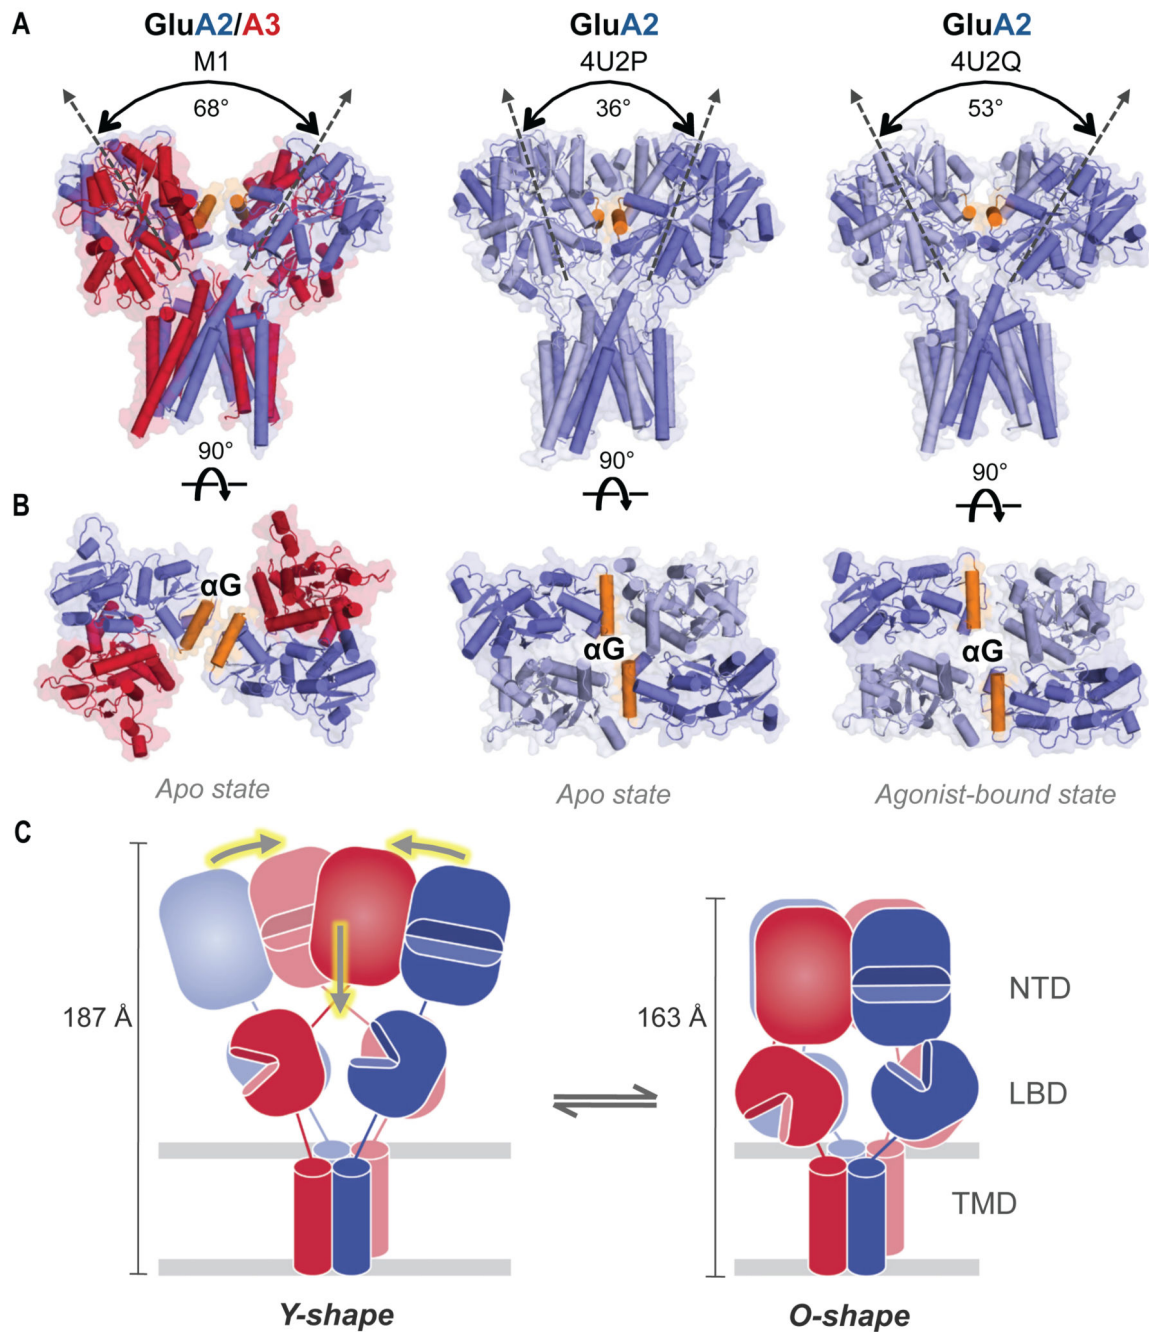 A
GluA2/A3
M1
68°
GluA2
4U2P
36°
GluA2
4U2Q
53°
90°
90°
90°
B
αG
αG
αG
Apo state
Apo state
Agonist-bound state
C
187 Å
163 Å
NTD
LBD
TMD
Y-shape
O-shape